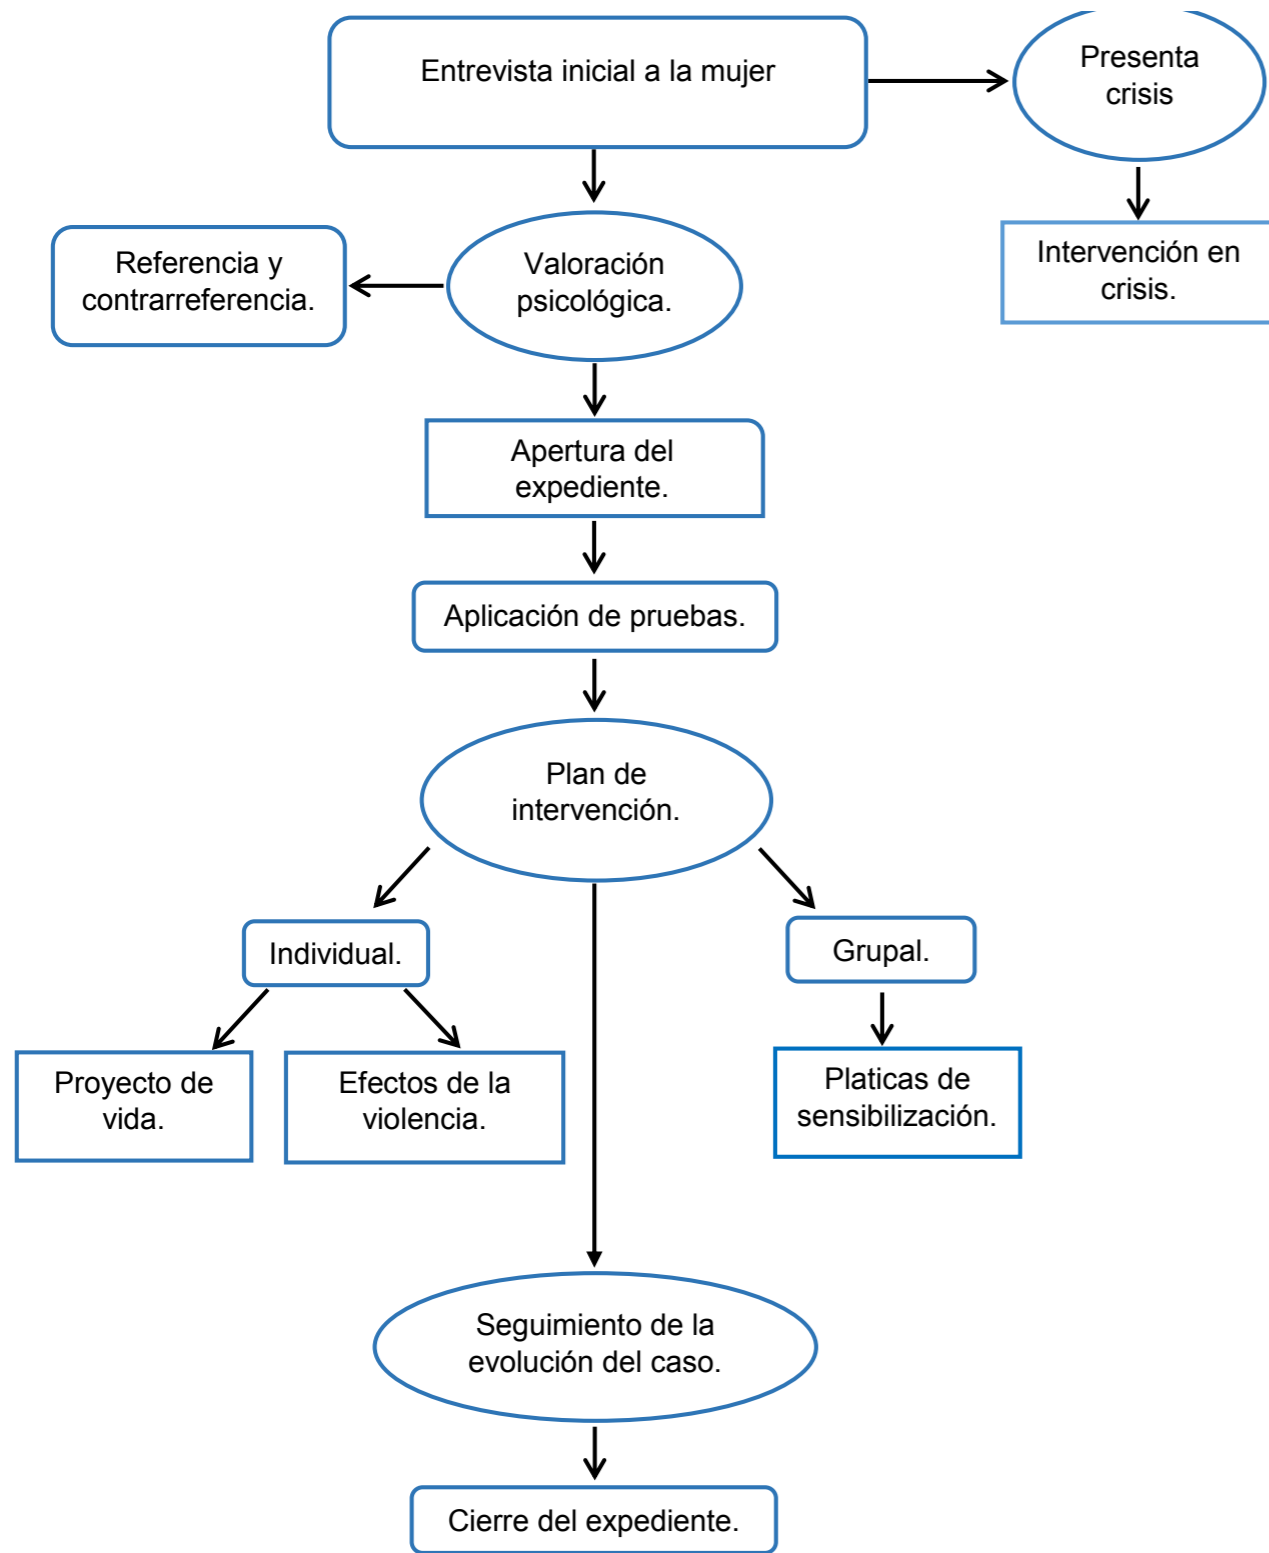 Entrevista inicial a la mujer
Presenta
crisis
Referencia y
contrarreferencia.
Valoración
psicológica.
Intervención en
crisis.
Apertura del
expediente.
Aplicación de pruebas.
Plan de
intervención.
Individual.
Grupal.
Proyecto de
vida.
Efectos de la
violencia.
Platicas de
sensibilización.
Seguimiento de la
evolución del caso.
Cierre del expediente.